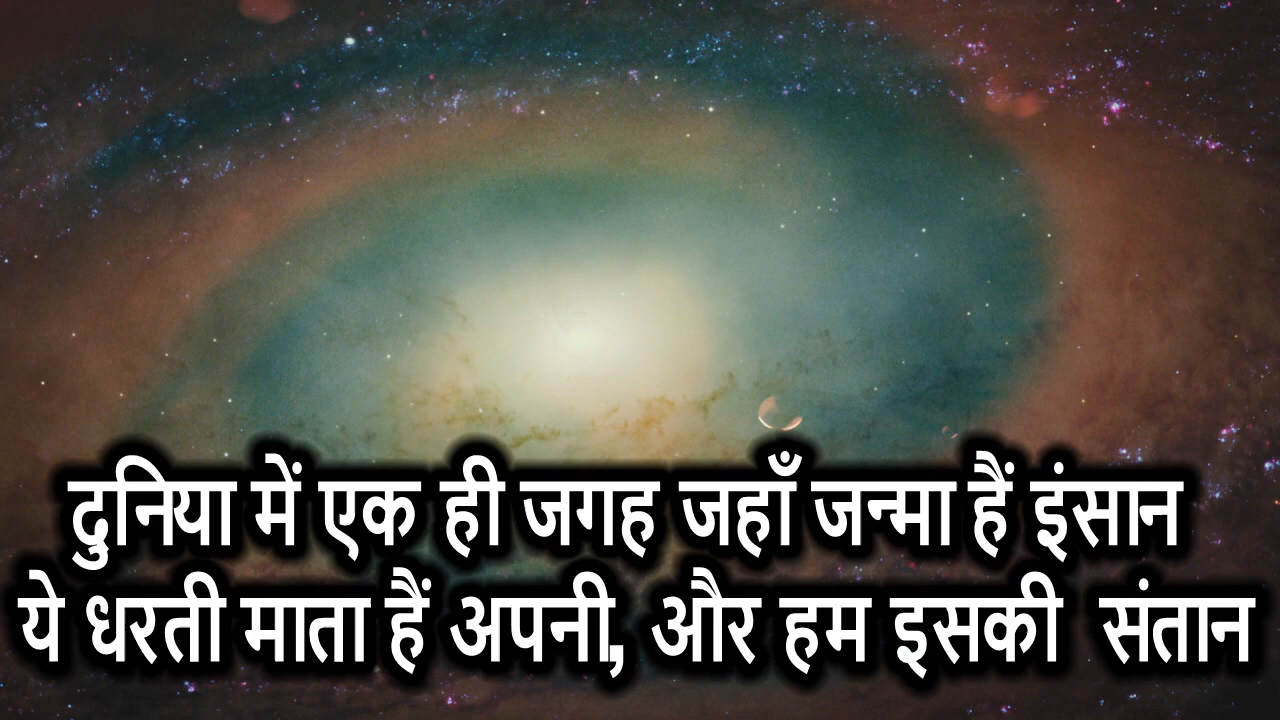 दुनिया में एक ही जगह जहाँ जन्मा हैं इंसान
ये धरती माता हैं अपनी, और हम इसकी संतान